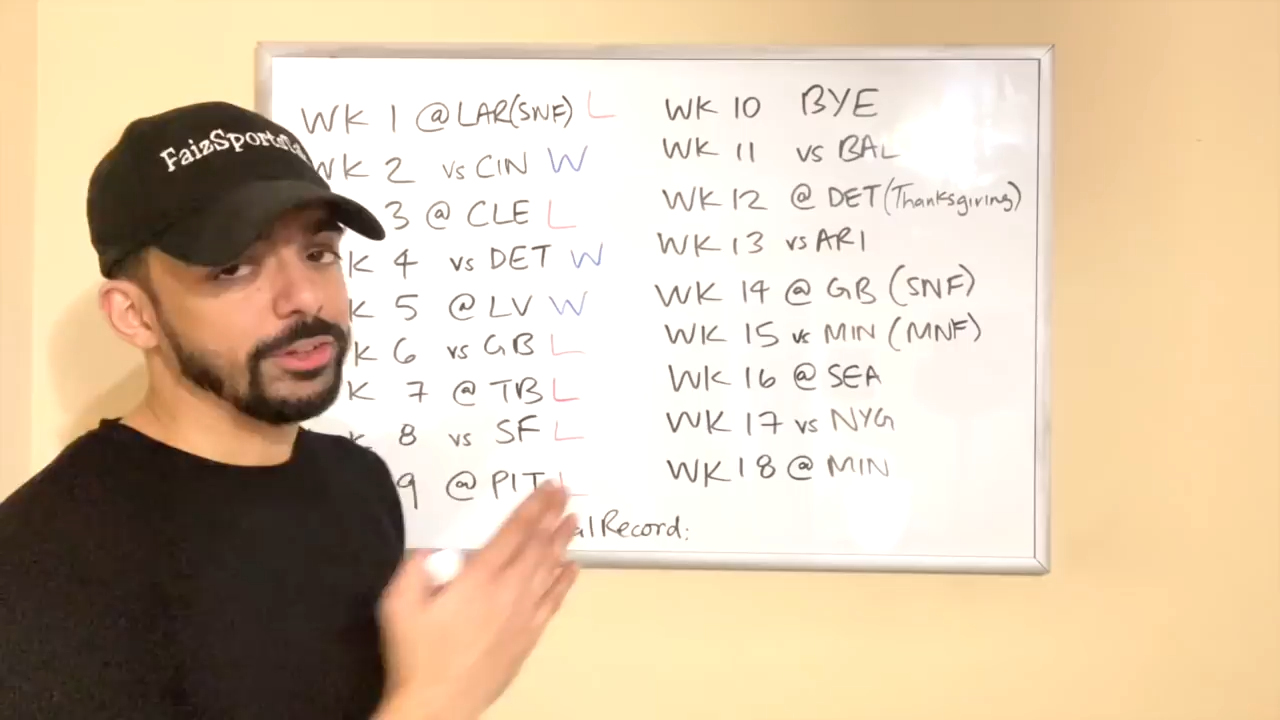 FaizSports
WK 1 @ LAR(SNF) L
WK 2 vs CIN W
3 @ CLE L
K 4 vs DET W
K 5 @ LV W
K 6 vs GB L
K 7 @ TB L
K 8 vs SF L
9 @ PIT L
WK 10 BYE
WK 11 vs BAL
WK 12 @ DET (Thanksgiving)
WK 13 vs ARI
WK 14 @ GB (SNF)
WK 15 vs MIN (MNF)
WK 16 @ SEA
WK 17 vs NYG
WK 18 @ MIN
al Record: